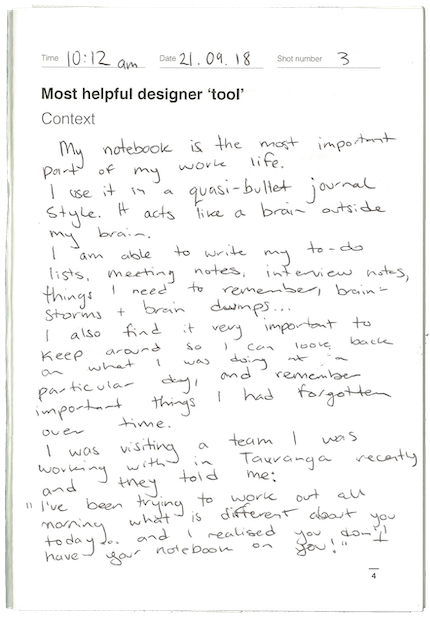 Time 10:12 am Date 21.09.18 Shot number 3
Most helpful designer 'tool'
Context
My notebook is the most important
part of my work life.
I use it in a quasi-bullet journal
style. It acts like a brain outside
my brain.
I am able to write my to-do
lists, meeting notes, interview notes,
things I need to remember, brain-
storms + brain dumps...
I also find it very important to
keep around so I can look back
on what I was doing at a
particular day, and remember
important things I had forgotten
over time.
I was visiting a team I was
working with in Tauranga recently
and they told me:
"I've been trying to work out all
morning what is different about you
today... and I realised you don't
have your notebook on you!"
4